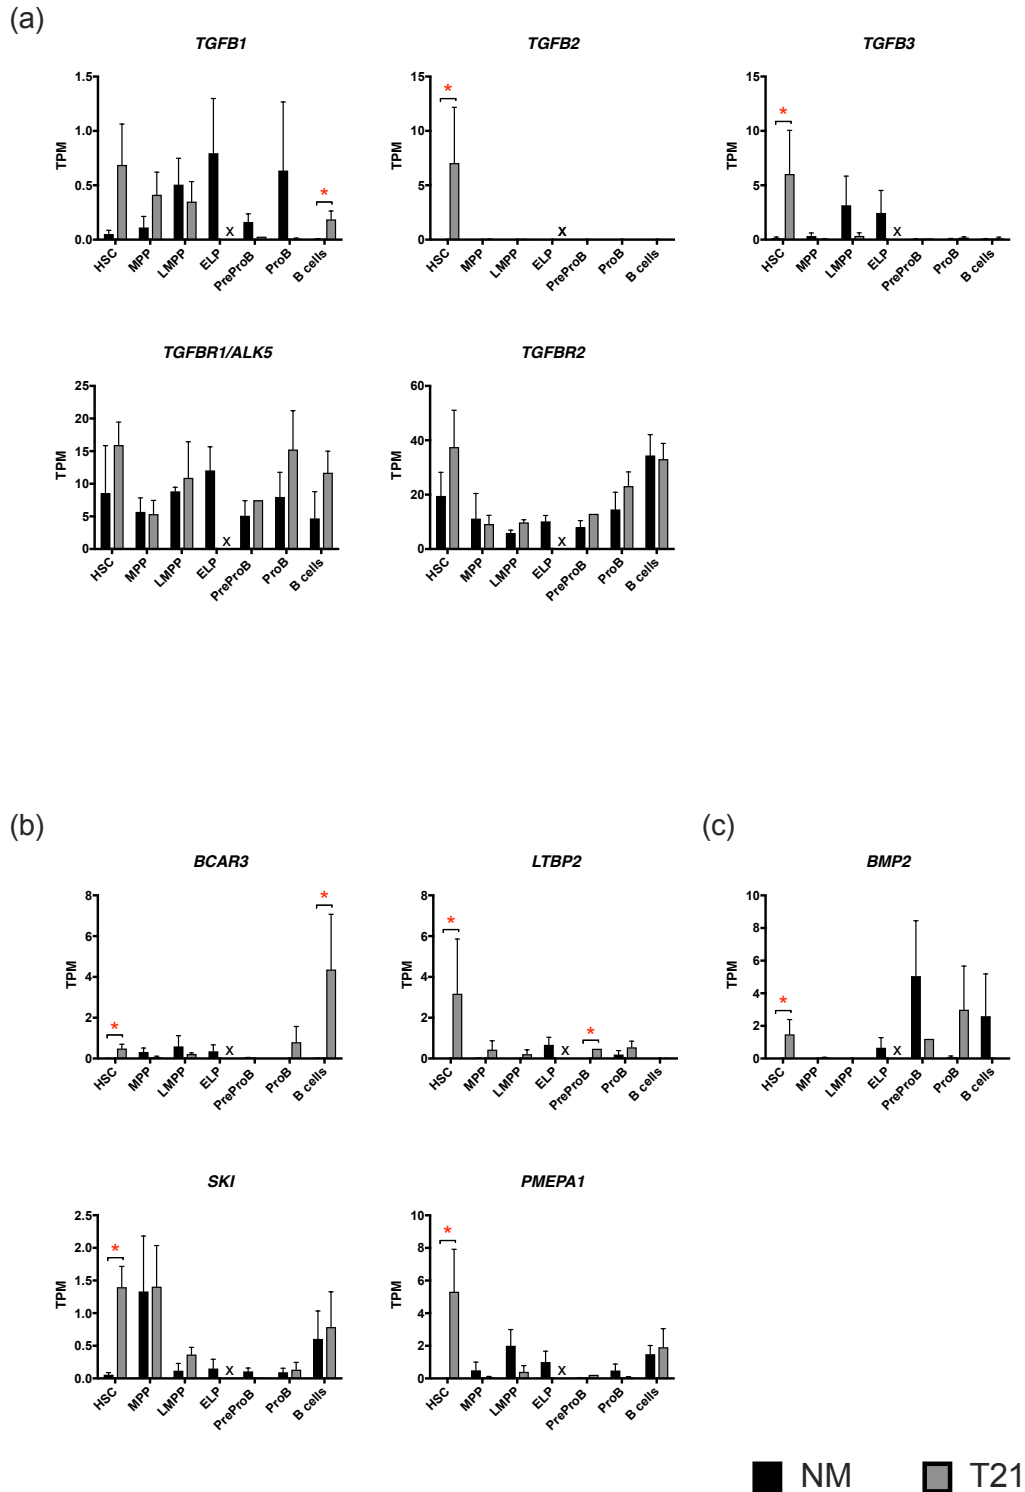 (a)
TGFB1
TGFB2
TGFB3
TPM
1.5
1.0
0.5
0.0
*
X
HSC
MPP
LMPP
ELP
PreProB
ProB
B cells
TPM
15
10
5
0
*
X
HSC
MPP
LMPP
ELP
PreProB
ProB
B cells
TPM
15
10
5
0
*
X
HSC
MPP
LMPP
ELP
PreProB
ProB
B cells
TGFBR1/ALK5
TGFBR2
TPM
25
20
15
10
5
0
X
HSC
MPP
LMPP
ELP
PreProB
ProB
B cells
TPM
60
40
20
0
X
HSC
MPP
LMPP
ELP
PreProB
ProB
B cells
(b)
(c)
BCAR3
LTBP2
BMP2
TPM
8
6
4
2
0
*
*
X
HSC
MPP
LMPP
ELP
PreProB
ProB
B cells
TPM
8
6
4
2
0
*
*
X
HSC
MPP
LMPP
ELP
PreProB
ProB
B cells
TPM
10
8
6
4
2
0
*
X
HSC
MPP
LMPP
ELP
PreProB
ProB
B cells
SKI
PMEPA1
TPM
2.5
2.0
1.5
1.0
0.5
0.0
*
X
HSC
MPP
LMPP
ELP
PreProB
ProB
B cells
TPM
10
8
6
4
2
0
*
X
HSC
MPP
LMPP
ELP
PreProB
ProB
B cells
NM
T21